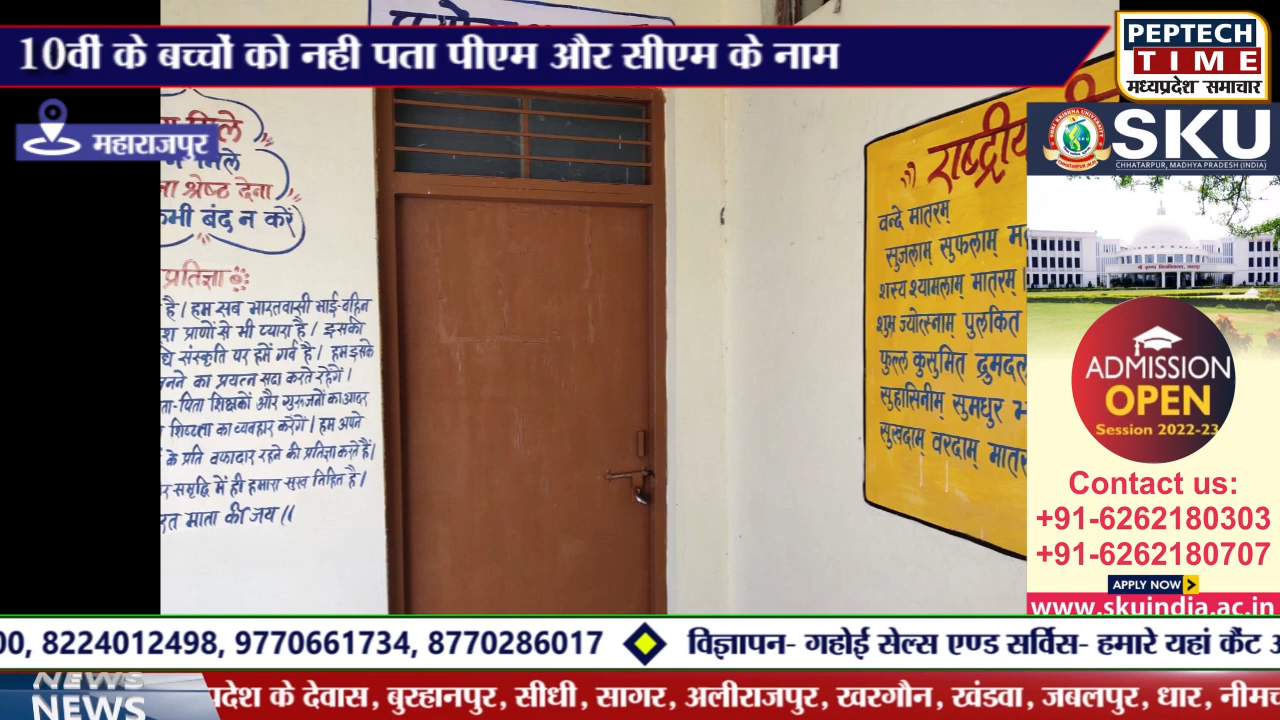 10वीं के बच्चों को नही पता पीएम और सीएम के नाम
महाराजपुर
PEPTECH
TIME
मध्यप्रदेश समाचार
SKU
CHHATARPUR, MADHYA PRADESH (INDIA)
मिले
श्रेष्ठ देना
बंद न करें
प्रतिज्ञा
है। हम सब भारतवासी भाई-बहिन
प्राणों से भी प्यारा है। इसकी
संस्कृति पर हमें गर्व है। हम इसके
बनने का प्रयत्न सदा करते रहेंगे।
पिता शिक्षकों और गुरूजनों का आदर
शिष्टता का व्यवहार करेंगें। हम अपने
के प्रति वफादार रहने की प्रतिज्ञा करते हैं।
समृद्धि में ही हमारा सुख निहित है।
माता की जय।।
राष्ट्रीय
वन्दे मातरम्
सुजलाम् सुफलाम्
शस्य श्यामलाम् मातरम्
शुभ्र ज्योत्स्नाम् पुलकित
फुल्ल कुसुमित द्रुमदल
सुहासिनीम् सुमधुर
सुखदाम् वरदाम्
ADMISSION
OPEN
Session 2022-23
Contact us:
+91-6262180303
+91-6262180707
APPLY NOW
www.skuindia.ac.in
00, 8224012498, 9770661734, 8770286017
विज्ञापन- गहोई सेल्स एण्ड सर्विस- हमारे यहां कैंट
NEWS
NEWS
प्रदेश के देवास, बुरहानपुर, सीधी, सागर, अलीराजपुर, खरगौन, खंडवा, जबलपुर, धार, नीमच